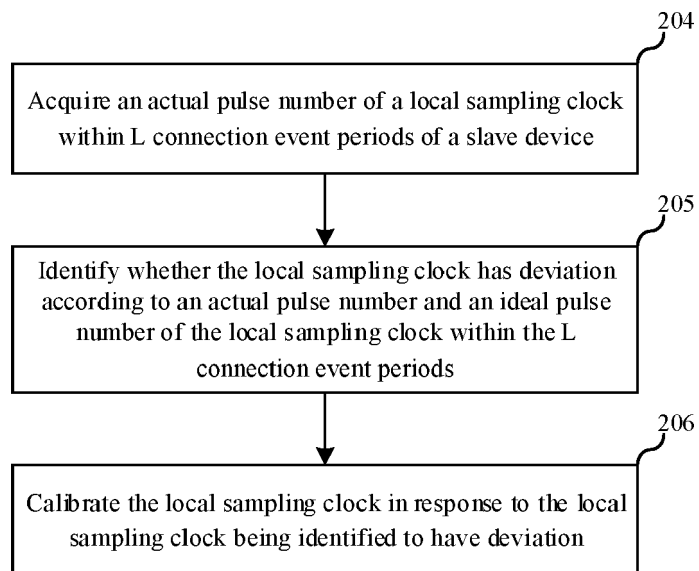 204
Acquire an actual pulse number of a local sampling clock
within L connection event periods of a slave device
205
Identify whether the local sampling clock has deviation
according to an actual pulse number and an ideal pulse
number of the local sampling clock within the L
connection event periods
206
Calibrate the local sampling clock in response to the local
sampling clock being identified to have deviation